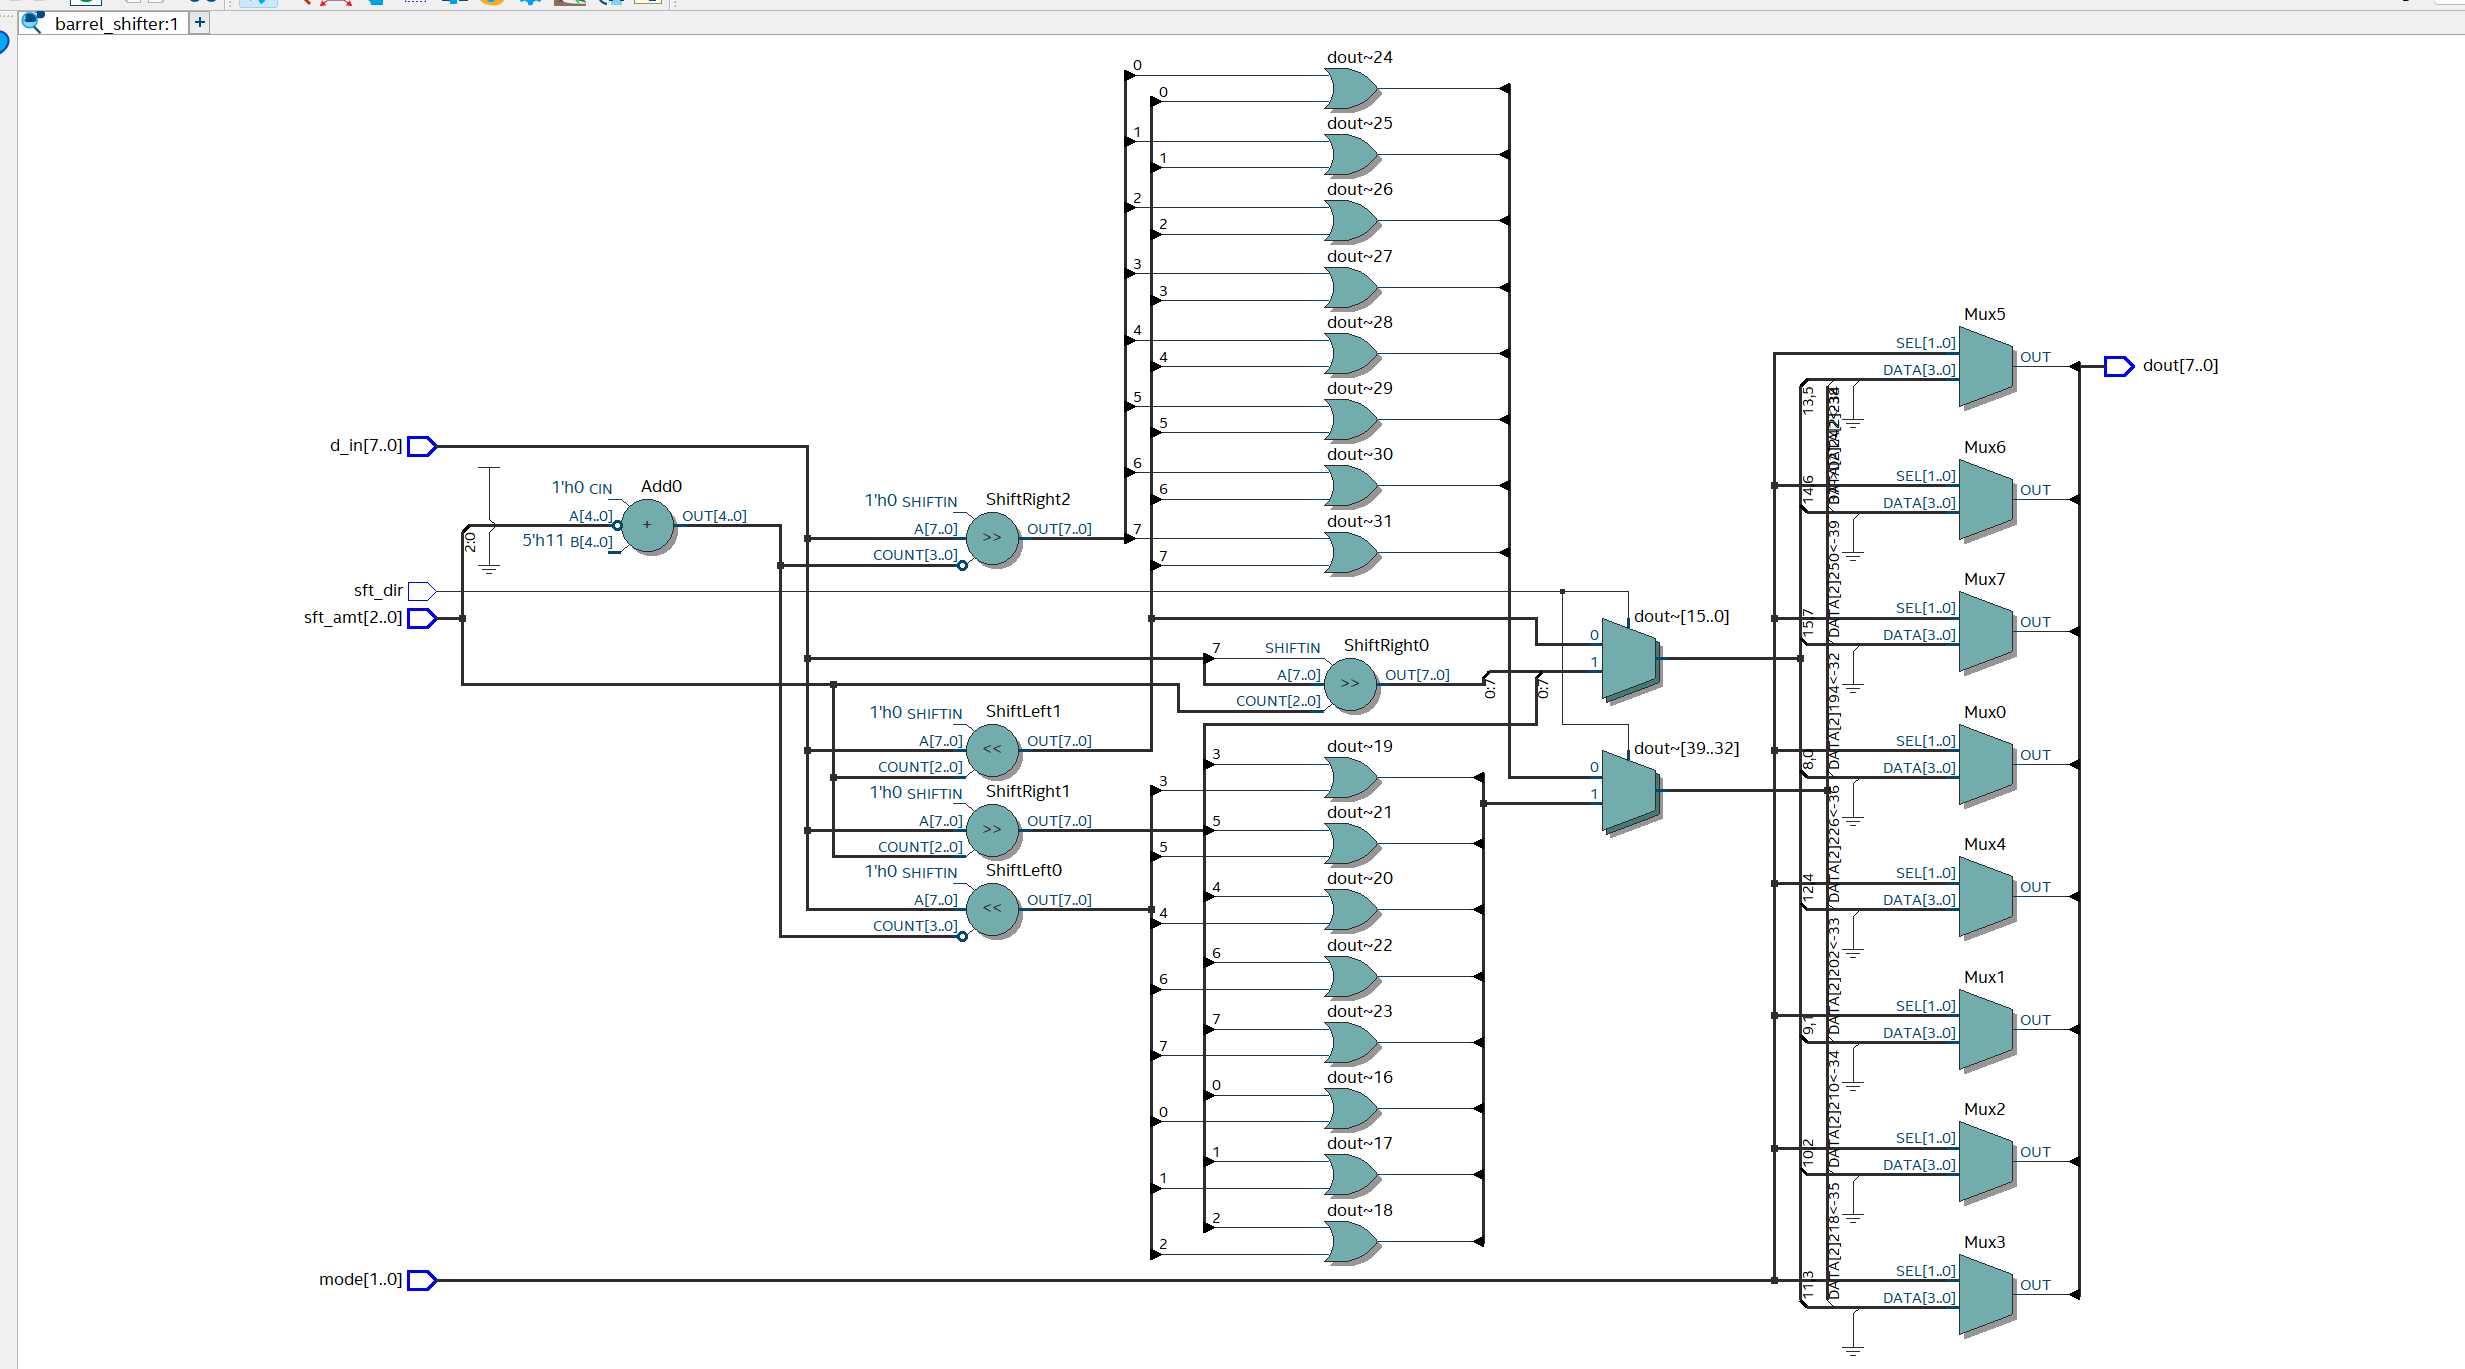 barrel_shifter:1 +
dout~24
0
0
dout~25
1
1
dout~26
2
2
dout~27
3
3
dout~28
4
4
dout~29
5
5
dout~30
6
6
dout~31
7
7
d_in[7..0]
1'h0 CIN
Add0
A[4..0]
+
OUT[4..0]
5'h11 B[4..0]
2:0
sft_dir
sft_amt[2..0]
1'h0 SHIFTIN
ShiftRight2
A[7..0]
>>
OUT[7..0]
COUNT[3..0]
7
SHIFTIN
ShiftRight0
A[7..0]
>>
OUT[7..0]
COUNT[2..0]
0:7
0:7
1'h0 SHIFTIN
ShiftLeft1
A[7..0]
<<
OUT[7..0]
COUNT[2..0]
1'h0 SHIFTIN
ShiftRight1
A[7..0]
>>
OUT[7..0]
COUNT[2..0]
1'h0 SHIFTIN
ShiftLeft0
A[7..0]
<<
OUT[7..0]
COUNT[3..0]
dout~[15..0]
0
1
dout~[39..32]
0
1
dout~19
3
3
dout~21
5
5
dout~20
4
4
dout~22
6
6
dout~23
7
7
dout~16
0
0
dout~17
1
1
dout~18
2
2
mode[1..0]
Mux5
SEL[1..0]
OUT
DATA[3..0]
13,5
dout[7..0]
Mux6
SEL[1..0]
OUT
DATA[3..0]
14,6
Mux7
SEL[1..0]
OUT
DATA[3..0]
15,7
DATA[2]250<-39
Mux0
SEL[1..0]
OUT
DATA[3..0]
8,0
DATA[2]194<-32
Mux4
SEL[1..0]
OUT
DATA[3..0]
12,4
DATA[2]226<-36
Mux1
SEL[1..0]
OUT
DATA[3..0]
9,1
DATA[2]202<-33
Mux2
SEL[1..0]
OUT
DATA[3..0]
10,2
DATA[2]210<-34
Mux3
SEL[1..0]
OUT
DATA[3..0]
11,3
DATA[2]218<-35